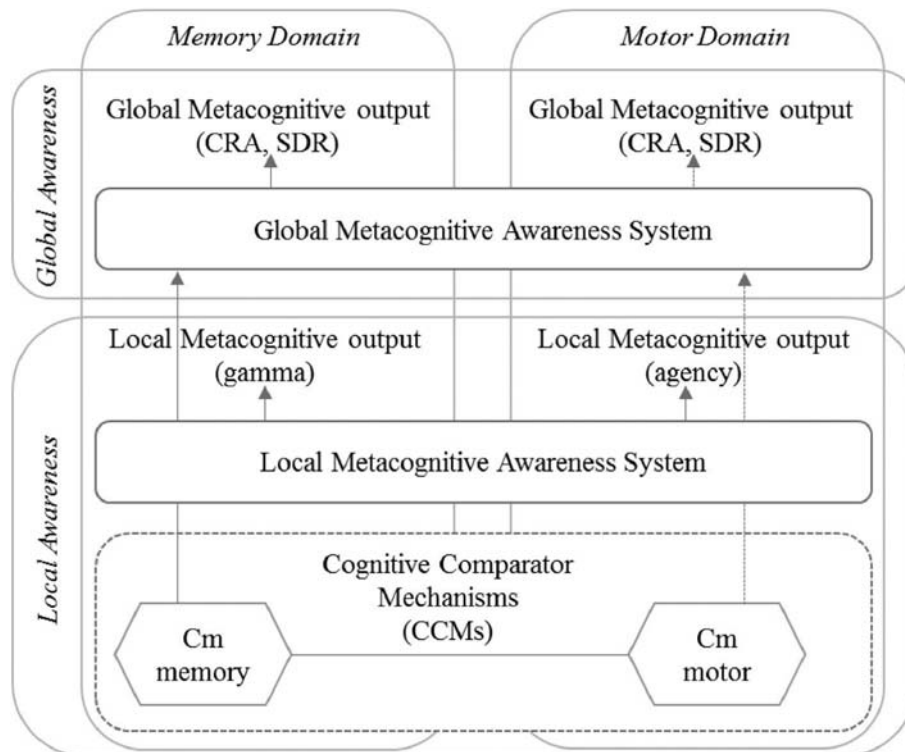 Memory Domain
Motor Domain
Global Awareness
Global Metacognitive output
(CRA, SDR)
Global Metacognitive output
(CRA, SDR)
Global Metacognitive Awareness System
Local Awareness
Local Metacognitive output
(gamma)
Local Metacognitive output
(agency)
Local Metacognitive Awareness System
Cognitive Comparator
Mechanisms
(CCMs)
Cm
memory
Cm
motor